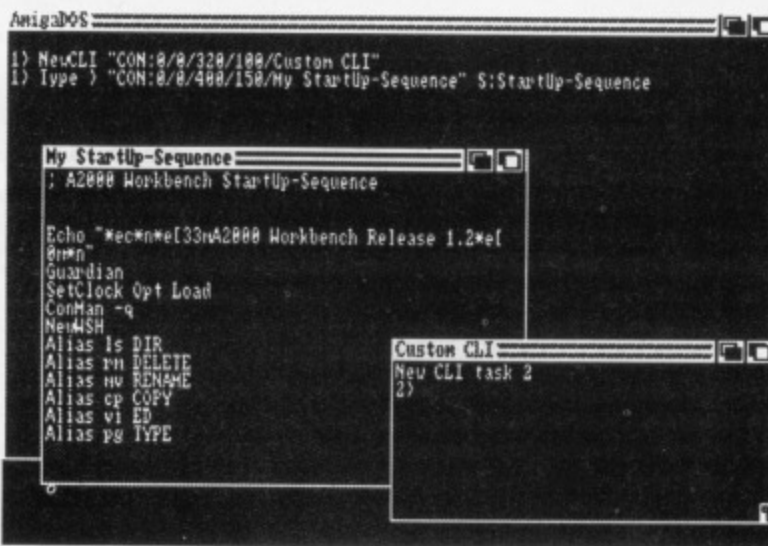 AmigaDOS
1> NewCLI "CON:0/0/320/100/Custom CLI"
1> Type > "CON:0/0/400/150/My StartUp-Sequence" S:StartUp-Sequence
My StartUp-Sequence
; A2000 Workbench StartUp-Sequence
Echo "*ec*n*e[33mA2000 Workbench Release 1.2*e[
0m*n"
Guardian
SetClock Opt Load
ConMan -q
NewWSH
Alias ls DIR
Alias rm DELETE
Alias mv RENAME
Alias cp COPY
Alias vi ED
Alias pg TYPE
Custom CLI
New CLI task 2
2>